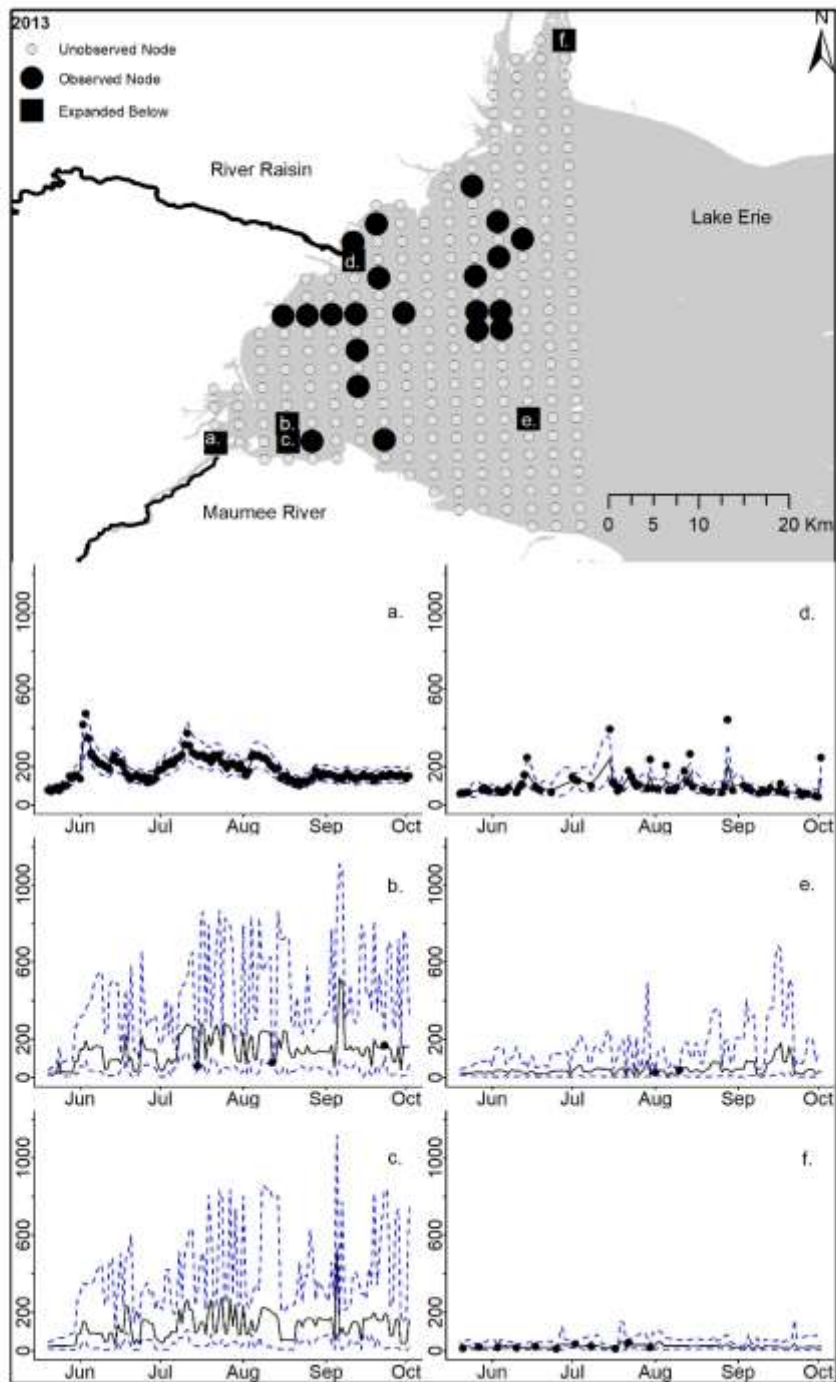 2013
Unobserved Node
Observed Node
Expanded Below
N
f.
River Raisin
Lake Erie
d.
b.
a.
c.
e.
Maumee River
0 5 10 20 Km
a.
0 200 600 1000
Jun Jul Aug Sep Oct
d.
0 200 600 1000
Jun Jul Aug Sep Oct
b.
0 200 600 1000
Jun Jul Aug Sep Oct
e.
0 200 600 1000
Jun Jul Aug Sep Oct
c.
0 200 600 1000
Jun Jul Aug Sep Oct
f.
0 200 600 1000
Jun Jul Aug Sep Oct